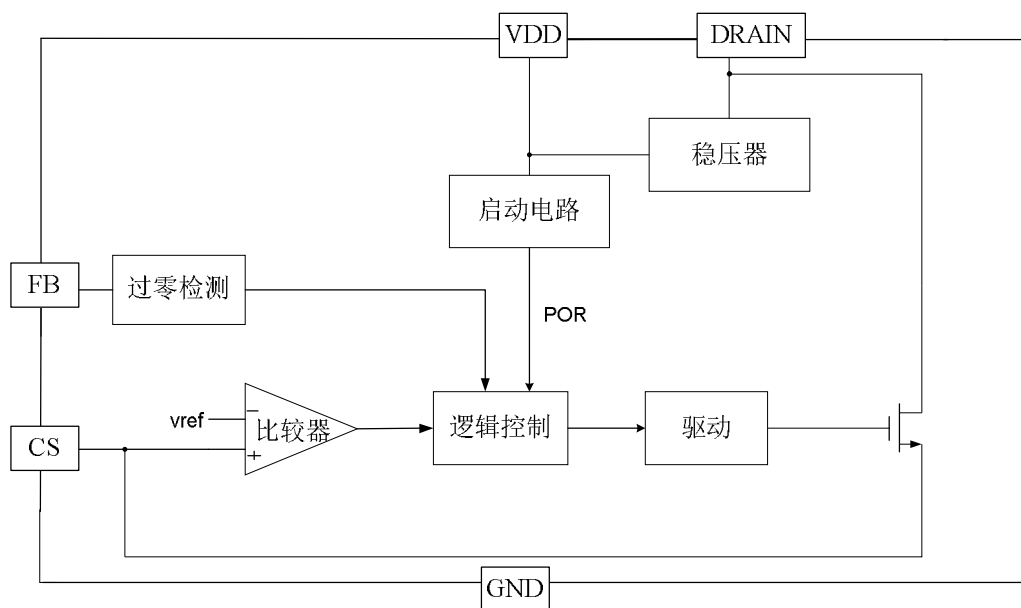 VDD
DRAIN
稳压器
启动电路
FB
过零检测
POR
vref
−
比较器
+
CS
逻辑控制
驱动
GND